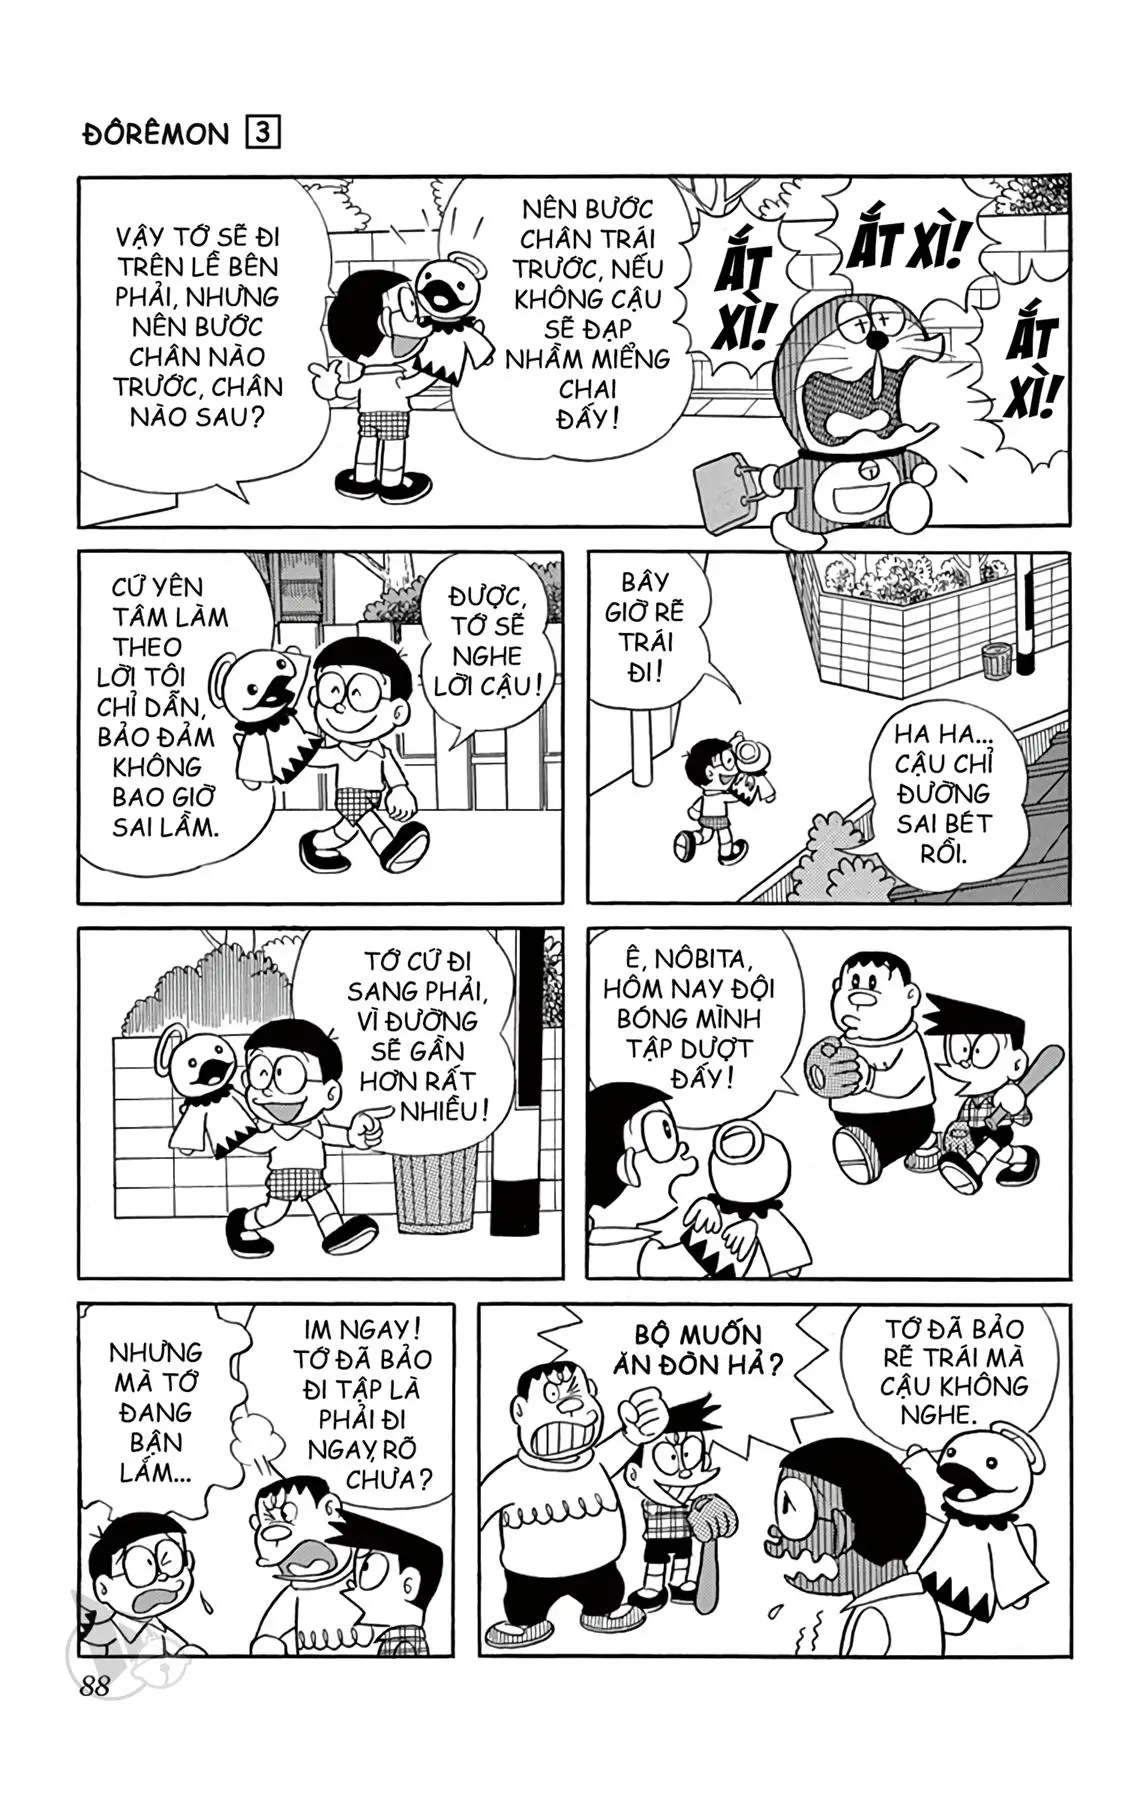 ĐÔRÊMON 3
VẬY TỚ SẼ ĐI
TRÊN LỀ BÊN
PHẢI, NHƯNG
NÊN BƯỚC
CHÂN NÀO
TRƯỚC, CHÂN
NÀO SAU?
NÊN BƯỚC
CHÂN TRÁI
TRƯỚC, NẾU
KHÔNG CẬU
SẼ ĐẠP
NHẦM MIỂNG
CHAI
ĐẤY!
ẮT
XÌ!
ẮT XÌ!
ẮT
XÌ!
CỨ YÊN
TÂM LÀM
THEO
LỜI TÔI
CHỈ DẪN,
BẢO ĐẢM
KHÔNG
BAO GIỜ
SAI LẦM.
ĐƯỢC,
TỚ SẼ
NGHE
LỜI CẬU!
BÂY
GIỜ RẼ
TRÁI
ĐI!
HA HA...
CẬU CHỈ
ĐƯỜNG
SAI BÉT
RỒI.
TỚ CỨ ĐI
SANG PHẢI,
VÌ ĐƯỜNG
SẼ GẦN
HƠN RẤT
NHIỀU!
Ê, NÔBITA,
HÔM NAY ĐỘI
BÓNG MÌNH
TẬP DƯỢT
ĐẤY!
NHƯNG
MÀ TỚ
ĐANG
BẬN
LẮM...
IM NGAY!
TỚ ĐÃ BẢO
ĐI TẬP LÀ
PHẢI ĐI
NGAY, RÕ
CHƯA?
BỘ MUỐN
ĂN ĐÒN HẢ?
TỚ ĐÃ BẢO
RẼ TRÁI MÀ
CẬU KHÔNG
NGHE.
88